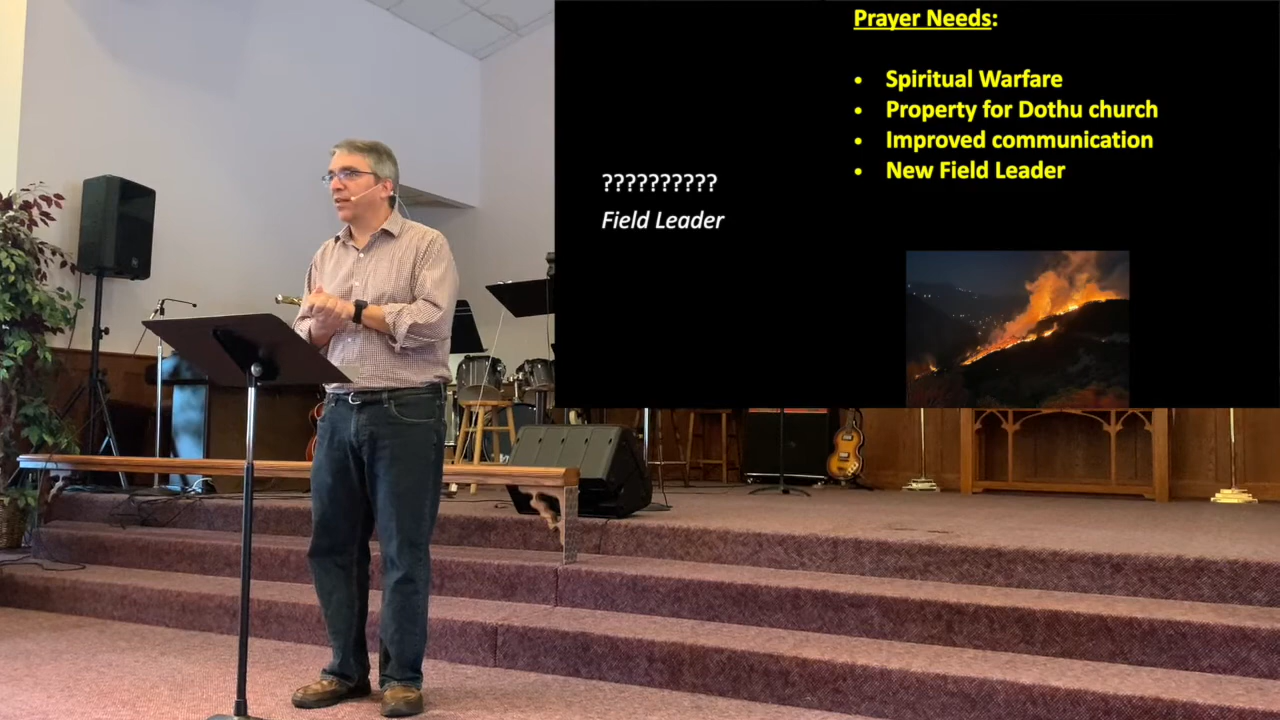 Prayer Needs:
• Spiritual Warfare
• Property for Dothu church
• Improved communication
• New Field Leader
??????????
Field Leader